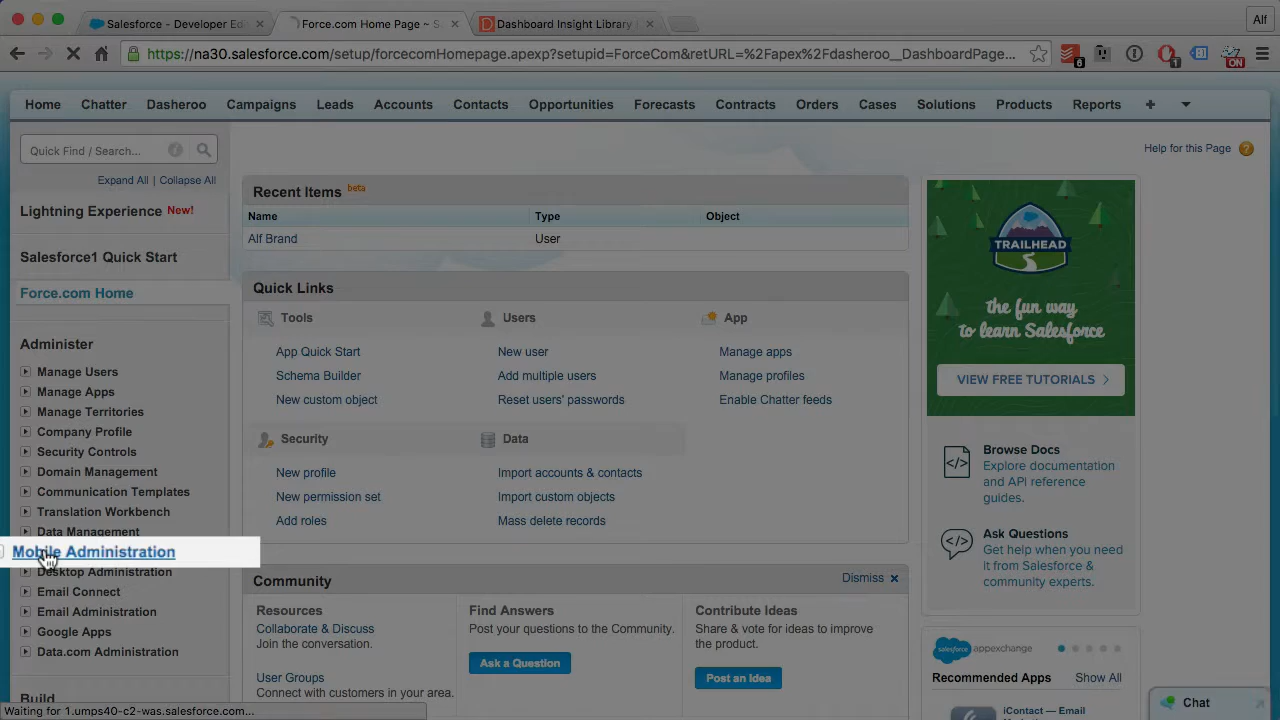 Salesforce - Developer Ed
Force.com Home Page ~ S
Dashboard Insight Library
Alf
https://na30.salesforce.com/setup/forcecomHomepage.apexp?setupid=ForceCom&retURL=%2Fapex%2Fdasheroo__DashboardPage...
6
1
ON
Home Chatter Dasheroo Campaigns Leads Accounts Contacts Opportunities Forecasts Contracts Orders Cases Solutions Products Reports +
Quick Find / Search...
Expand All | Collapse All
Lightning Experience New!
Salesforce1 Quick Start
Force.com Home
Administer
Manage Users
Manage Apps
Manage Territories
Company Profile
Security Controls
Domain Management
Communication Templates
Translation Workbench
Data Management
Mobile Administration
Desktop Administration
Email Connect
Email Administration
Google Apps
Data.com Administration
Build
Waiting for 1.umps40-c2-was.salesforce.com...
Help for this Page ?
Recent Items beta
Name Type Object
Alf Brand User
Quick Links
Tools
App Quick Start
Schema Builder
New custom object
Users
New user
Add multiple users
Reset users' passwords
App
Manage apps
Manage profiles
Enable Chatter feeds
Security
New profile
New permission set
Add roles
Data
Import accounts & contacts
Import custom objects
Mass delete records
Community
Dismiss
Resources
Collaborate & Discuss
Join the conversation.
User Groups
Connect with customers in your area.
Find Answers
Post your questions to the Community.
Ask a Question
Contribute Ideas
Share & vote for ideas to improve
the product.
Post an Idea
TRAILHEAD
the fun way
to learn Salesforce
VIEW FREE TUTORIALS
Browse Docs
Explore documentation
and API reference
guides.
Ask Questions
Get help when you need
it from Salesforce &
community experts.
salesforce appexchange
Recommended Apps Show All
iContact — Email
Chat